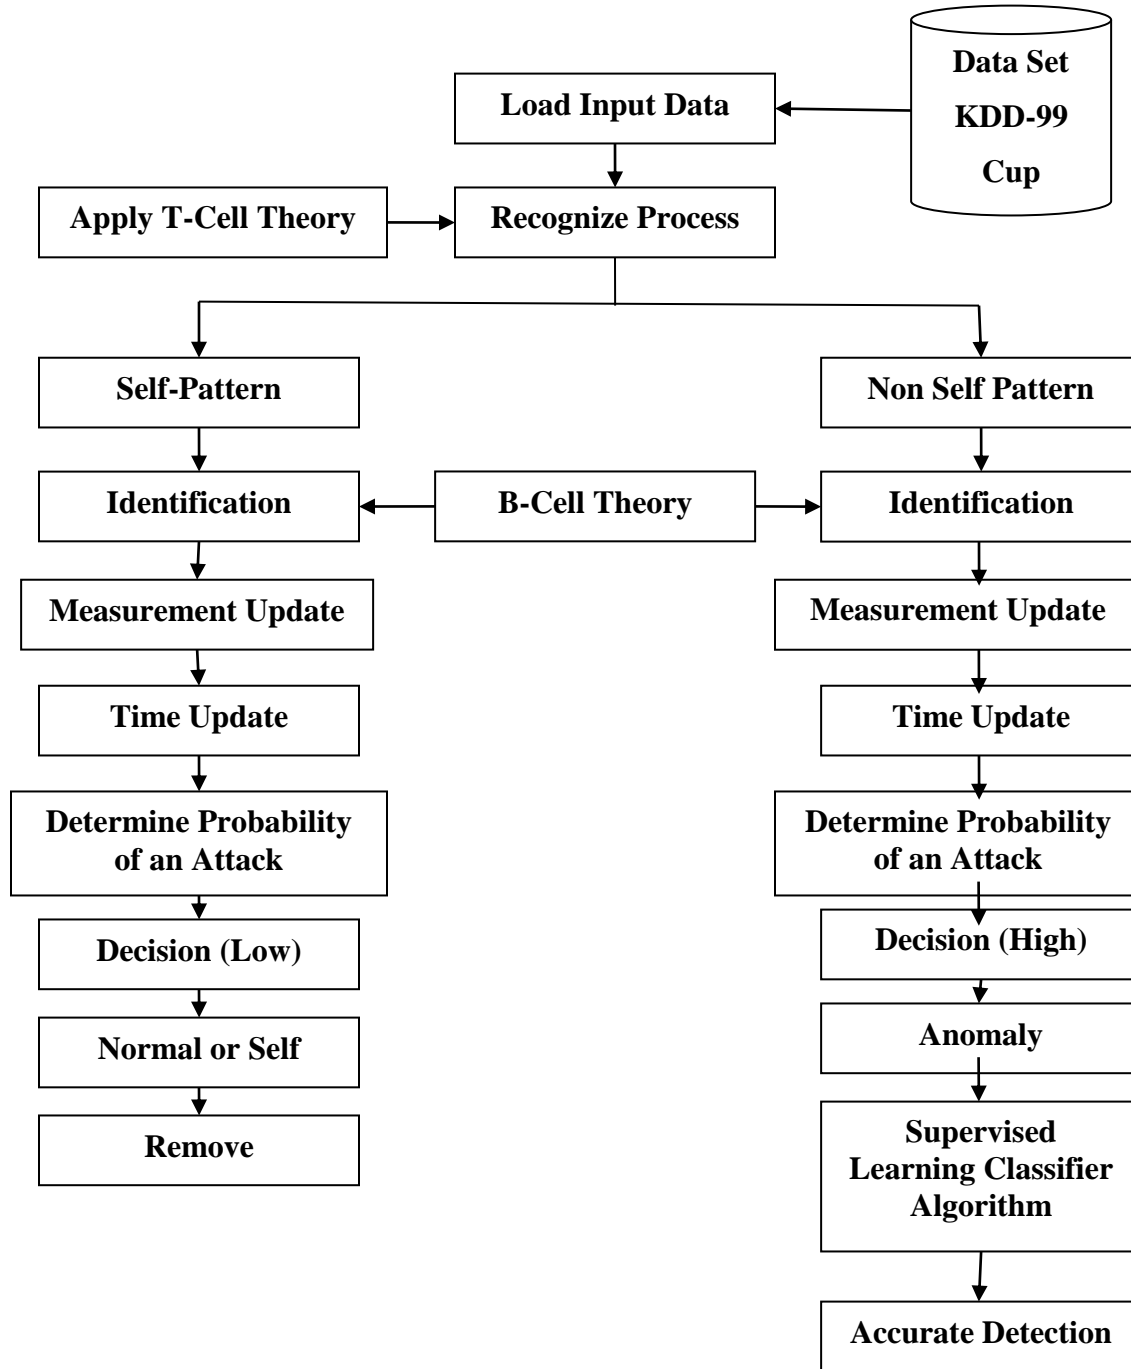 Data Set
KDD-99
Cup
Load Input Data
Apply T-Cell Theory
Recognize Process
Self-Pattern
Non Self Pattern
Identification
B-Cell Theory
Identification
Measurement Update
Measurement Update
Time Update
Time Update
Determine Probability
of an Attack
Determine Probability
of an Attack
Decision (Low)
Decision (High)
Normal or Self
Anomaly
Remove
Supervised
Learning Classifier
Algorithm
Accurate Detection